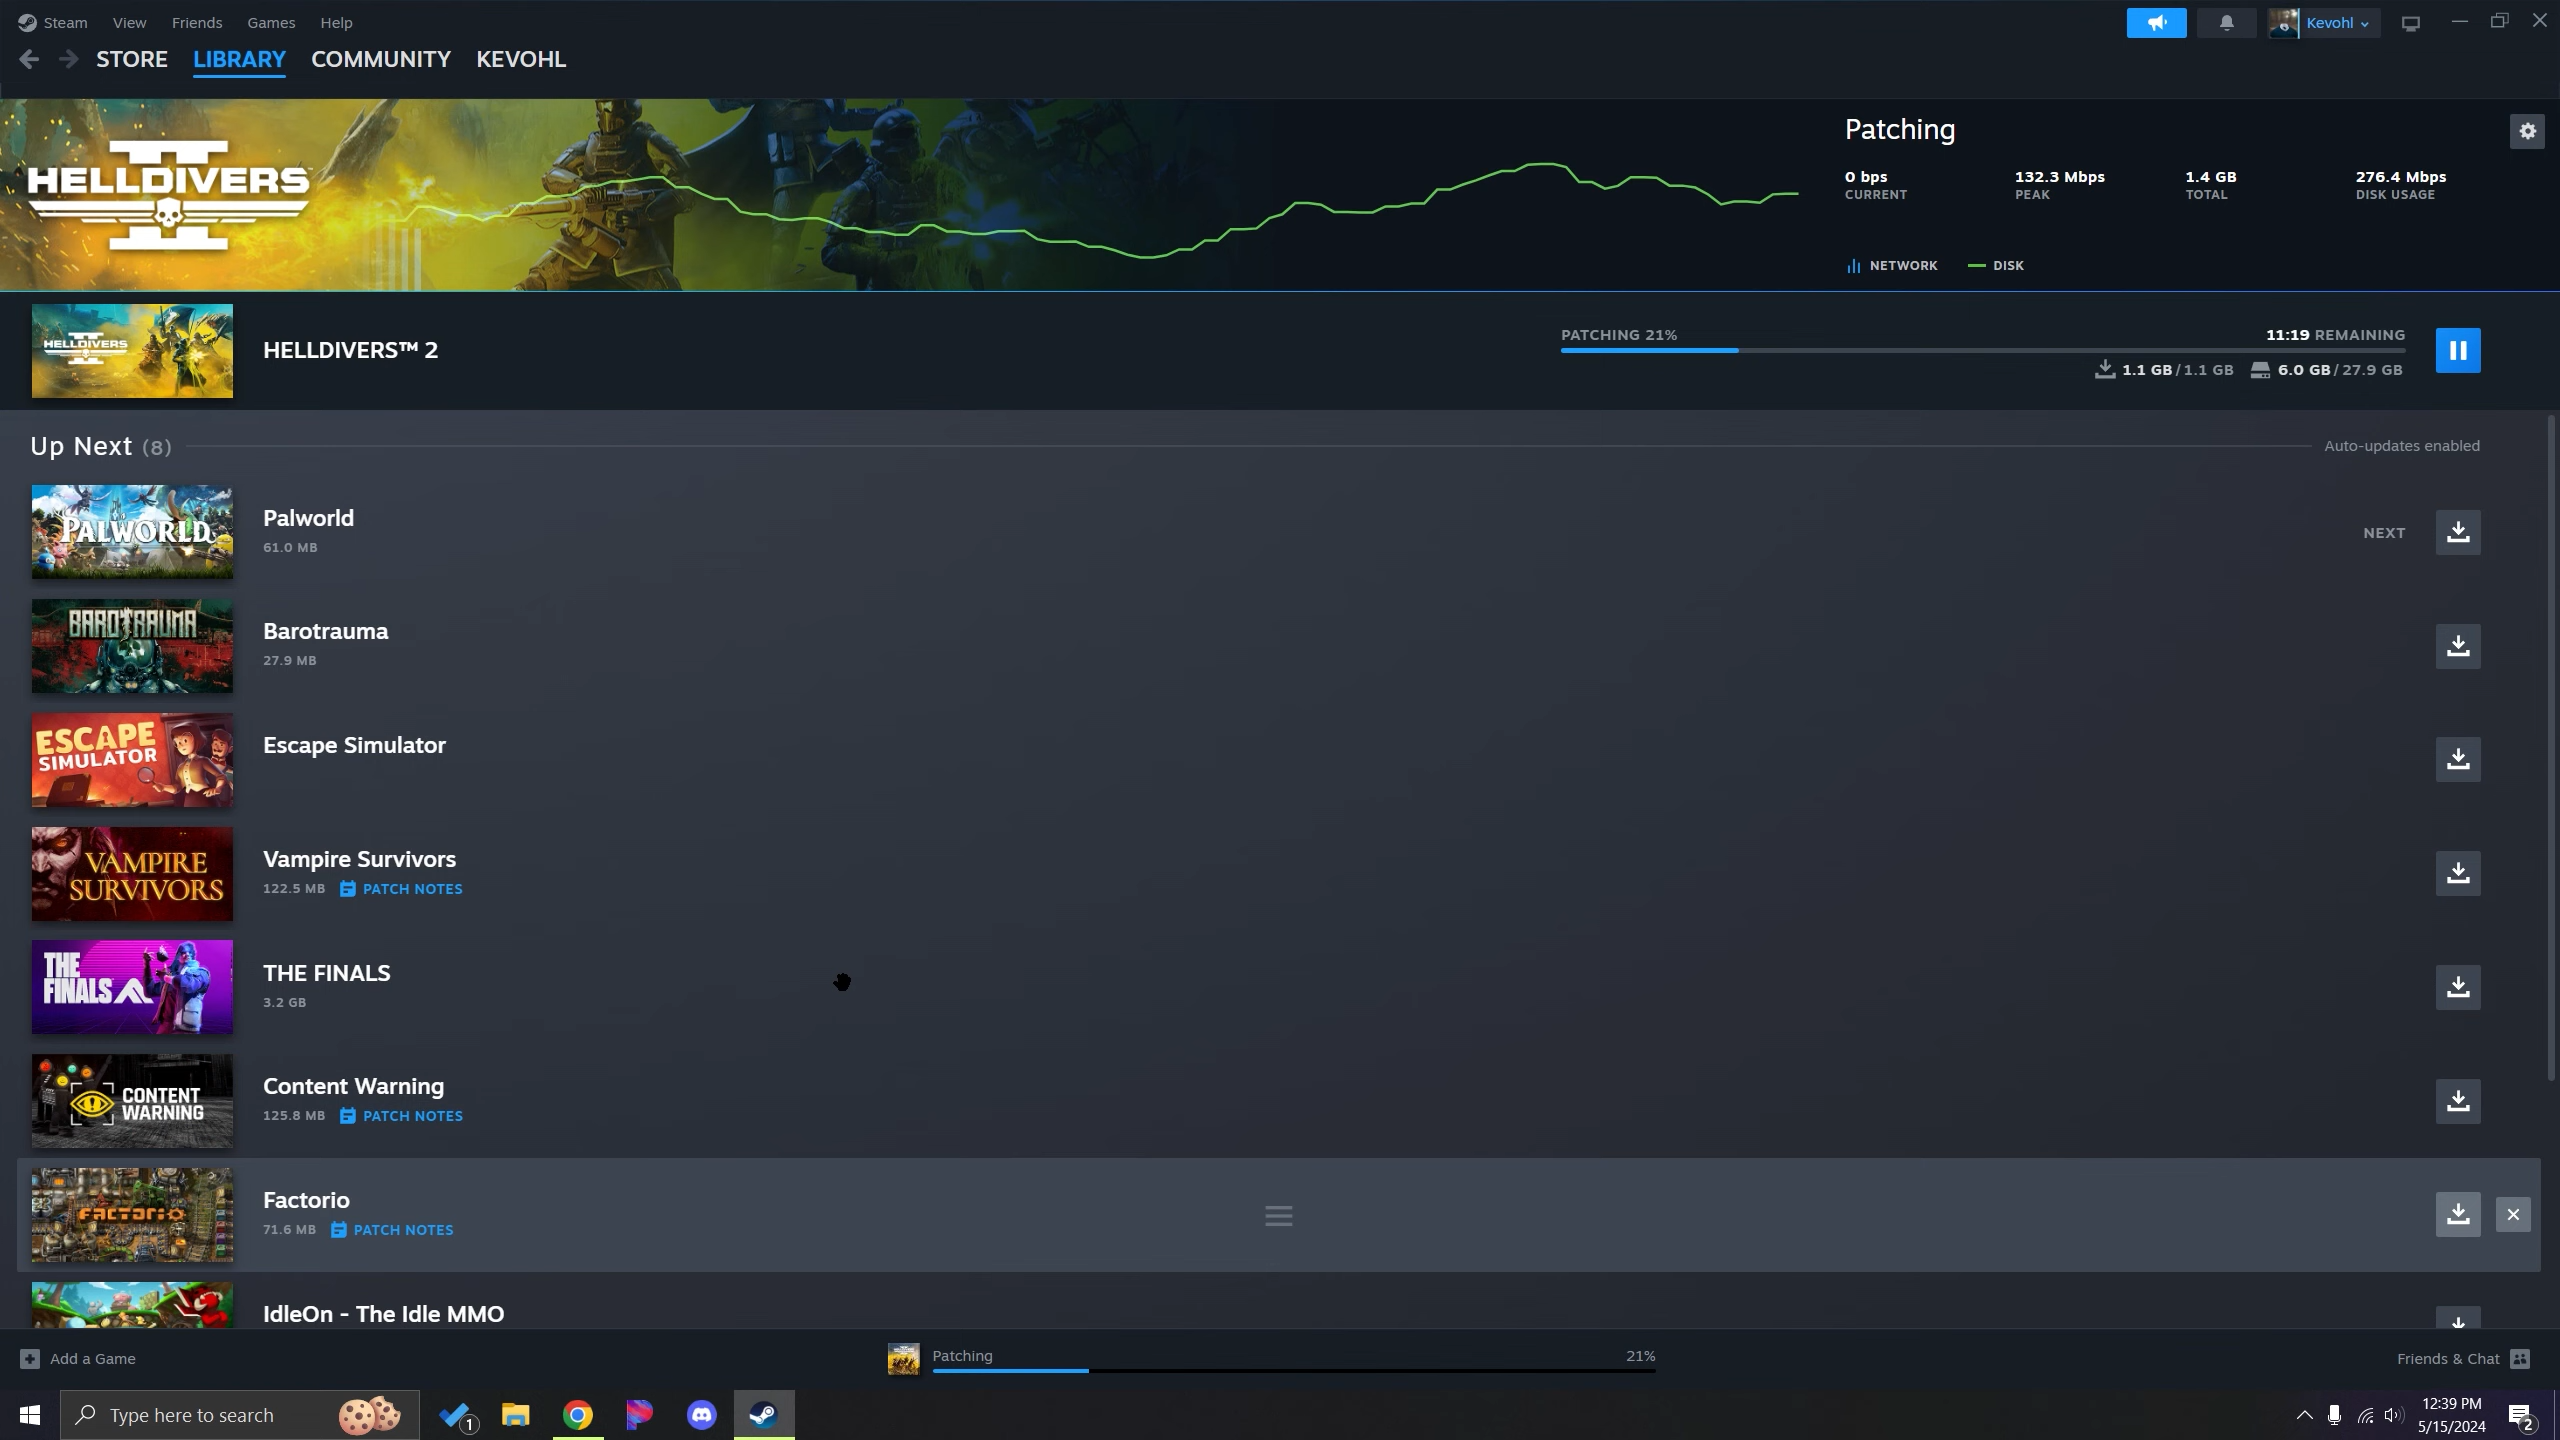 Steam View Friends Games Help
Kevohl
STORE LIBRARY COMMUNITY KEVOHL
HELLDIVERS
II
Patching
0 bps 132.3 Mbps 1.4 GB 276.4 Mbps
CURRENT PEAK TOTAL DISK USAGE
NETWORK DISK
HELLDIVERS
II
HELLDIVERS™ 2
PATCHING 21% 11:19 REMAINING
1.1 GB / 1.1 GB 6.0 GB / 27.9 GB
Up Next (8) Auto-updates enabled
PALWORLD
Palworld
61.0 MB
NEXT
BAROTRAUMA
Barotrauma
27.9 MB
ESCAPE
SIMULATOR
Escape Simulator
VAMPIRE
SURVIVORS
Vampire Survivors
122.5 MB PATCH NOTES
THE
FINALS
THE FINALS
3.2 GB
CONTENT
WARNING
Content Warning
125.8 MB PATCH NOTES
FACTORIO
Factorio
71.6 MB PATCH NOTES
IdleOn - The Idle MMO
Add a Game
Patching 21%
Friends & Chat
Type here to search
1
12:39 PM
5/15/2024
2